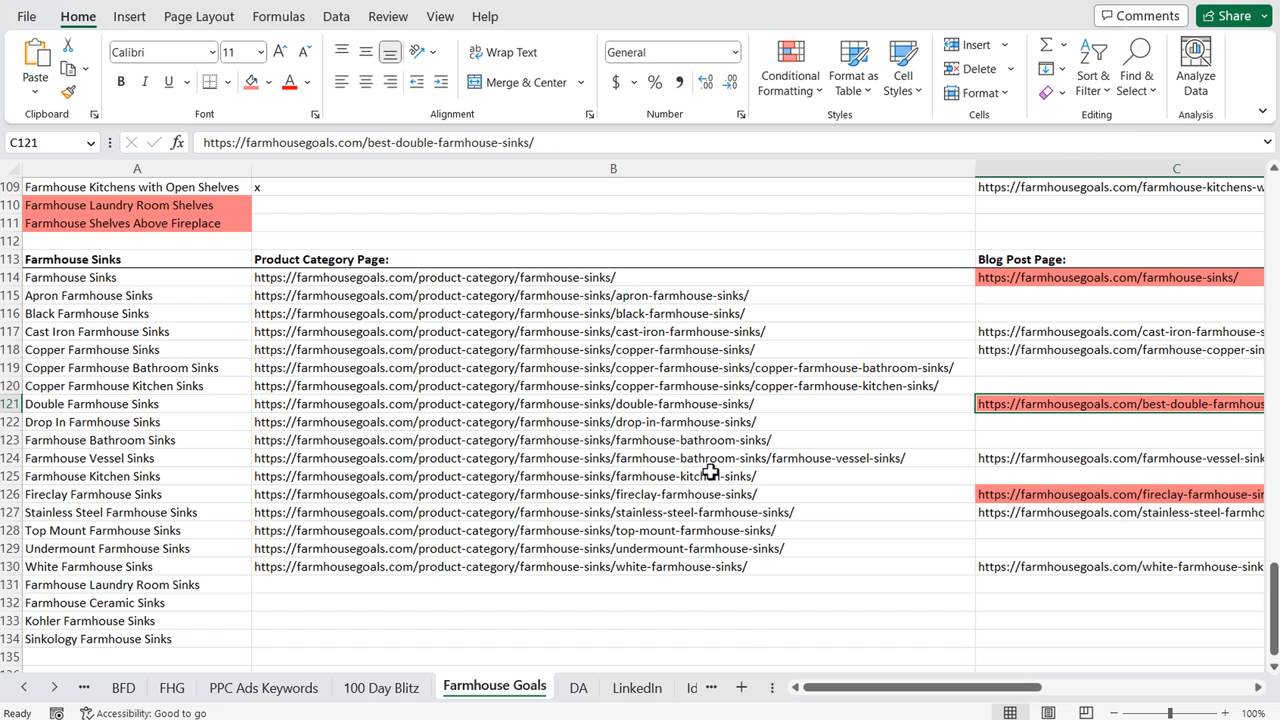 File Home Insert Page Layout Formulas Data Review View Help Comments Share
Calibri 11 Wrap Text General Insert
Paste Merge & Center Conditional Formatting Format as Table Cell Styles Delete Format Sort & Filter Find & Select Analyze Data
Clipboard Font Alignment Number Styles Cells Editing Analysis
C121 fx https://farmhousegoals.com/best-double-farmhouse-sinks/
A B C
109 Farmhouse Kitchens with Open Shelves x https://farmhousegoals.com/farmhouse-kitchens-w
110 Farmhouse Laundry Room Shelves
111 Farmhouse Shelves Above Fireplace
112
113 Farmhouse Sinks Product Category Page: Blog Post Page:
114 Farmhouse Sinks https://farmhousegoals.com/product-category/farmhouse-sinks/ https://farmhousegoals.com/farmhouse-sinks/
115 Apron Farmhouse Sinks https://farmhousegoals.com/product-category/farmhouse-sinks/apron-farmhouse-sinks/
116 Black Farmhouse Sinks https://farmhousegoals.com/product-category/farmhouse-sinks/black-farmhouse-sinks/
117 Cast Iron Farmhouse Sinks https://farmhousegoals.com/product-category/farmhouse-sinks/cast-iron-farmhouse-sinks/ https://farmhousegoals.com/cast-iron-farmhouse-s
118 Copper Farmhouse Sinks https://farmhousegoals.com/product-category/farmhouse-sinks/copper-farmhouse-sinks/ https://farmhousegoals.com/farmhouse-copper-sin
119 Copper Farmhouse Bathroom Sinks https://farmhousegoals.com/product-category/farmhouse-sinks/copper-farmhouse-sinks/copper-farmhouse-bathroom-sinks/
120 Copper Farmhouse Kitchen Sinks https://farmhousegoals.com/product-category/farmhouse-sinks/copper-farmhouse-sinks/copper-farmhouse-kitchen-sinks/
121 Double Farmhouse Sinks https://farmhousegoals.com/product-category/farmhouse-sinks/double-farmhouse-sinks/ https://farmhousegoals.com/best-double-farmhous
122 Drop In Farmhouse Sinks https://farmhousegoals.com/product-category/farmhouse-sinks/drop-in-farmhouse-sinks/
123 Farmhouse Bathroom Sinks https://farmhousegoals.com/product-category/farmhouse-sinks/farmhouse-bathroom-sinks/
124 Farmhouse Vessel Sinks https://farmhousegoals.com/product-category/farmhouse-sinks/farmhouse-bathroom-sinks/farmhouse-vessel-sinks/ https://farmhousegoals.com/farmhouse-vessel-sink
125 Farmhouse Kitchen Sinks https://farmhousegoals.com/product-category/farmhouse-sinks/farmhouse-kitchen-sinks/
126 Fireclay Farmhouse Sinks https://farmhousegoals.com/product-category/farmhouse-sinks/fireclay-farmhouse-sinks/ https://farmhousegoals.com/fireclay-farmhouse-sin
127 Stainless Steel Farmhouse Sinks https://farmhousegoals.com/product-category/farmhouse-sinks/stainless-steel-farmhouse-sinks/ https://farmhousegoals.com/stainless-steel-farmho
128 Top Mount Farmhouse Sinks https://farmhousegoals.com/product-category/farmhouse-sinks/top-mount-farmhouse-sinks/
129 Undermount Farmhouse Sinks https://farmhousegoals.com/product-category/farmhouse-sinks/undermount-farmhouse-sinks/
130 White Farmhouse Sinks https://farmhousegoals.com/product-category/farmhouse-sinks/white-farmhouse-sinks/ https://farmhousegoals.com/white-farmhouse-sink
131 Farmhouse Laundry Room Sinks
132 Farmhouse Ceramic Sinks
133 Kohler Farmhouse Sinks
134 Sinkology Farmhouse Sinks
135
BFD FHG PPC Ads Keywords 100 Day Blitz Farmhouse Goals DA LinkedIn Id
Ready Accessibility: Good to go 100%